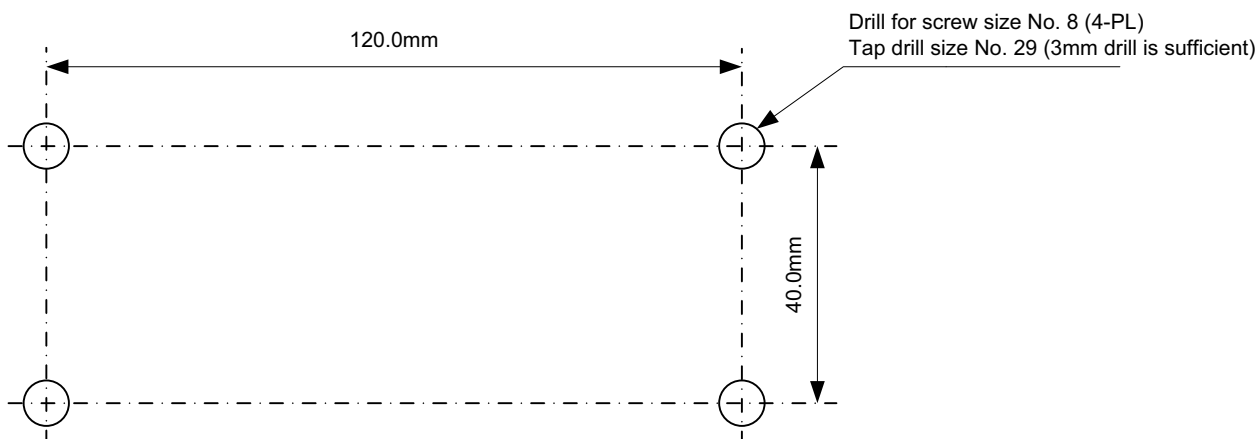 Drill for screw size No. 8 (4-PL)
Tap drill size No. 29 (3mm drill is sufficient)
120.0mm
40.0mm